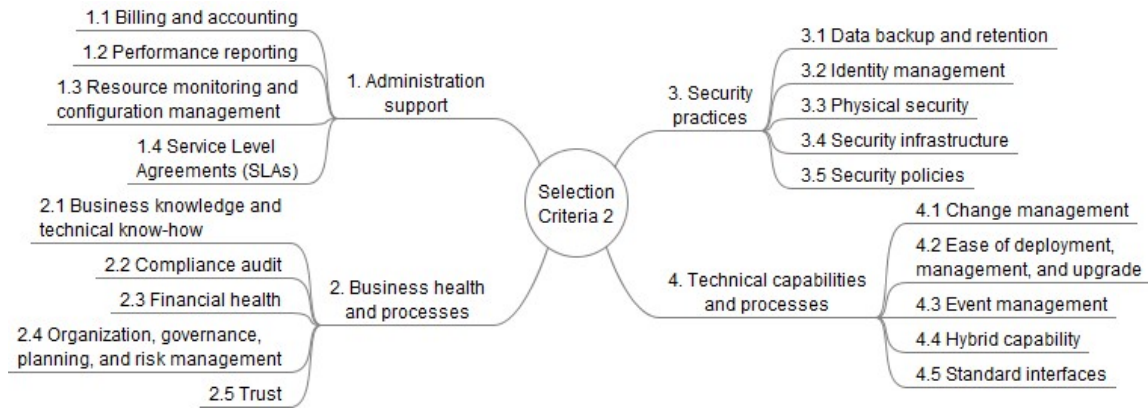 Selection
Criteria 2
1. Administration
support
1.1 Billing and accounting
1.2 Performance reporting
1.3 Resource monitoring and
configuration management
1.4 Service Level
Agreements (SLAs)
2. Business health
and processes
2.1 Business knowledge and
technical know-how
2.2 Compliance audit
2.3 Financial health
2.4 Organization, governance,
planning, and risk management
2.5 Trust
3. Security
practices
3.1 Data backup and retention
3.2 Identity management
3.3 Physical security
3.4 Security infrastructure
3.5 Security policies
4. Technical capabilities
and processes
4.1 Change management
4.2 Ease of deployment,
management, and upgrade
4.3 Event management
4.4 Hybrid capability
4.5 Standard interfaces